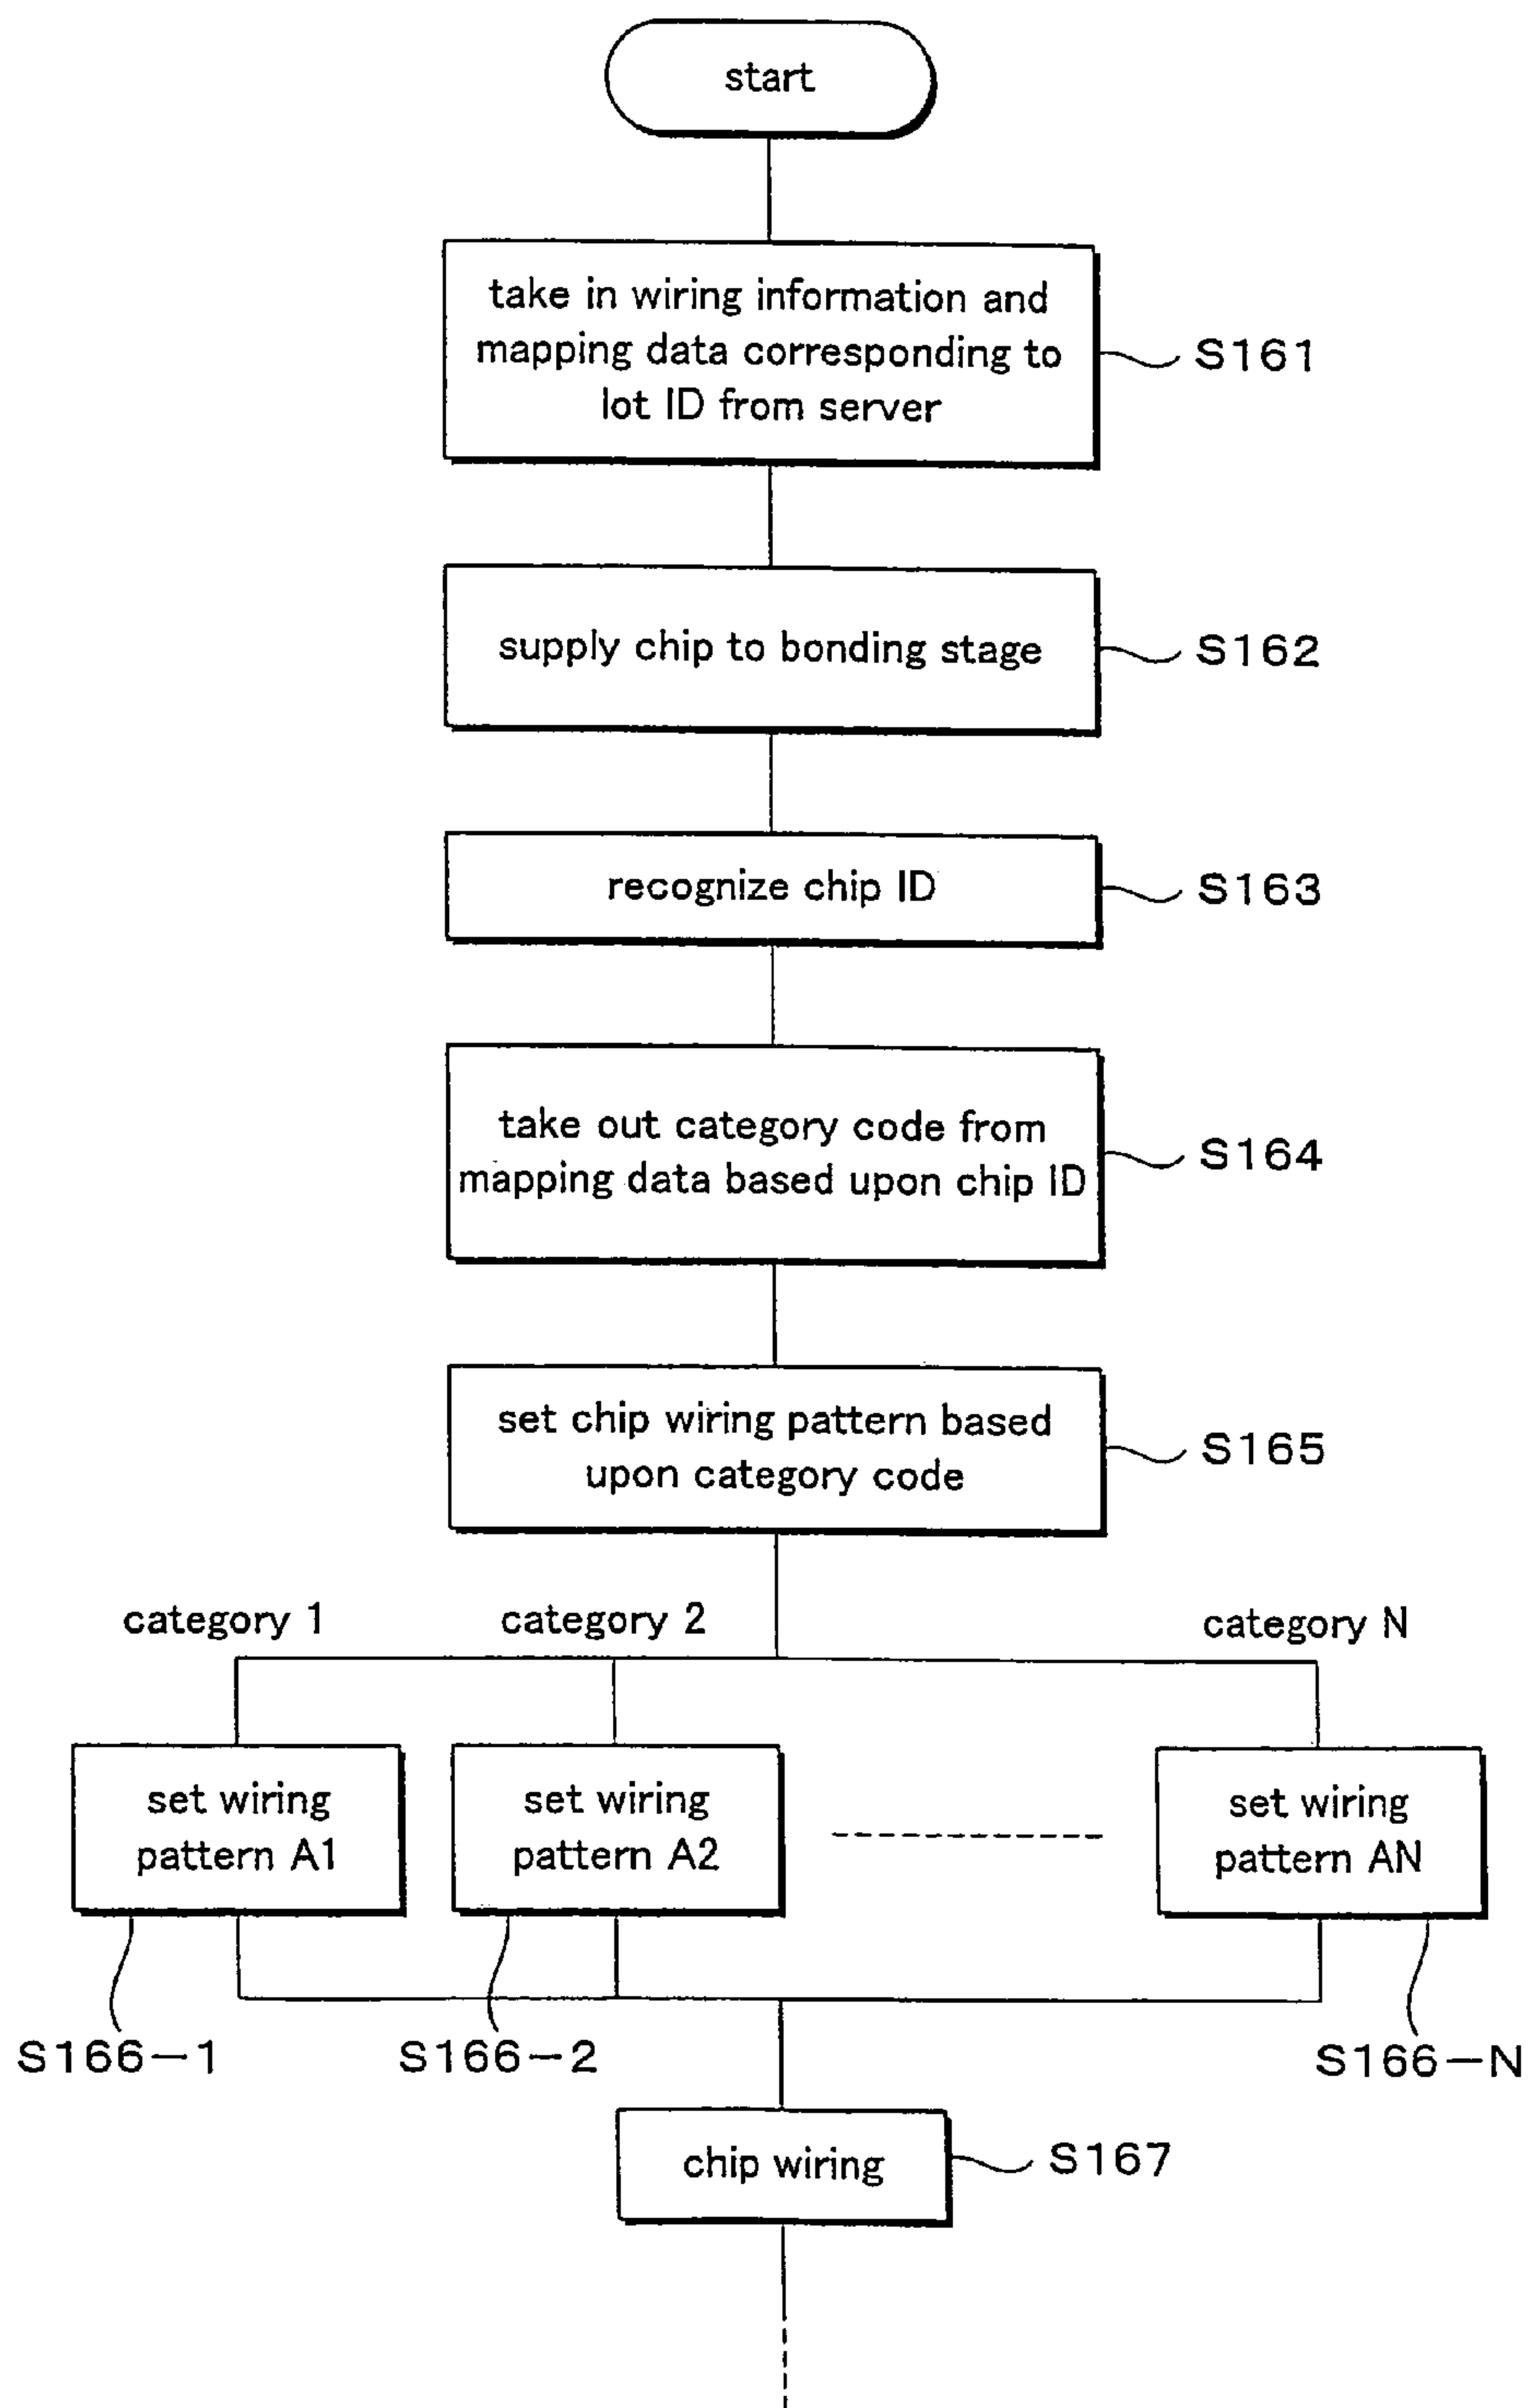 start
take in wiring information and
mapping data corresponding to
lot ID from server
S161
supply chip to bonding stage
S162
recognize chip ID
S163
take out category code from
mapping data based upon chip ID
S164
set chip wiring pattern based
upon category code
S165
category 1
category 2
category N
set wiring
pattern A1
set wiring
pattern A2
set wiring
pattern AN
S166-1
S166-2
S166-N
chip wiring
S167